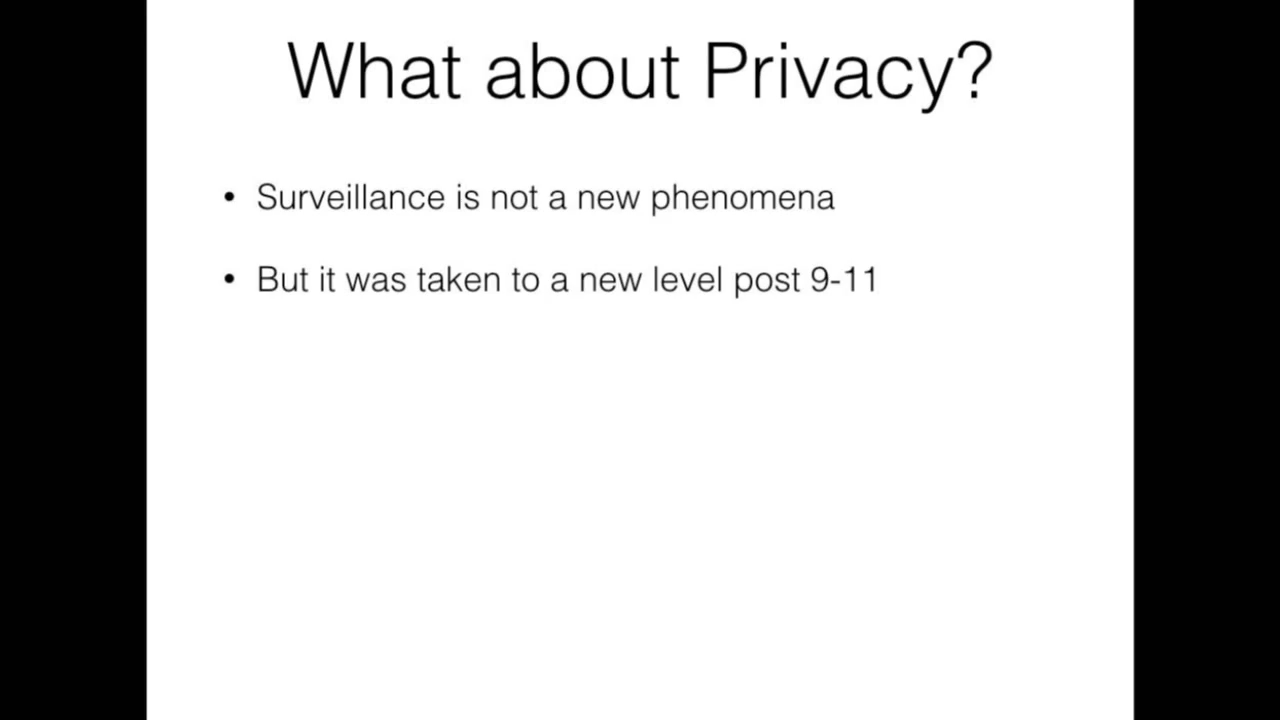 What about Privacy?
• Surveillance is not a new phenomena
• But it was taken to a new level post 9-11